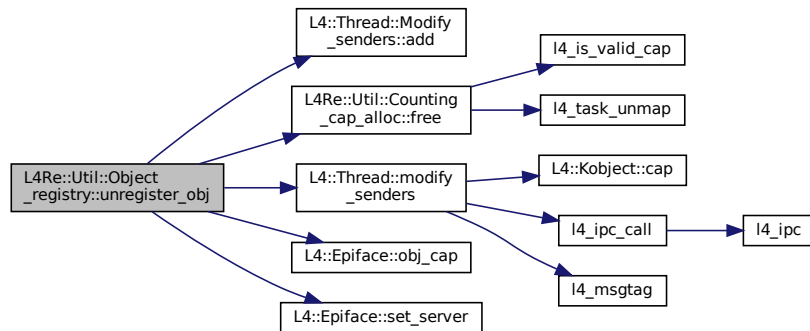 L4Re::Util::Object
_registry::unregister_obj
L4::Thread::Modify
_senders::add
L4Re::Util::Counting
_cap_alloc::free
l4_is_valid_cap
l4_task_unmap
L4::Thread::modify
_senders
L4::Kobject::cap
l4_ipc_call
l4_ipc
l4_msgtag
L4::Epiface::obj_cap
L4::Epiface::set_server